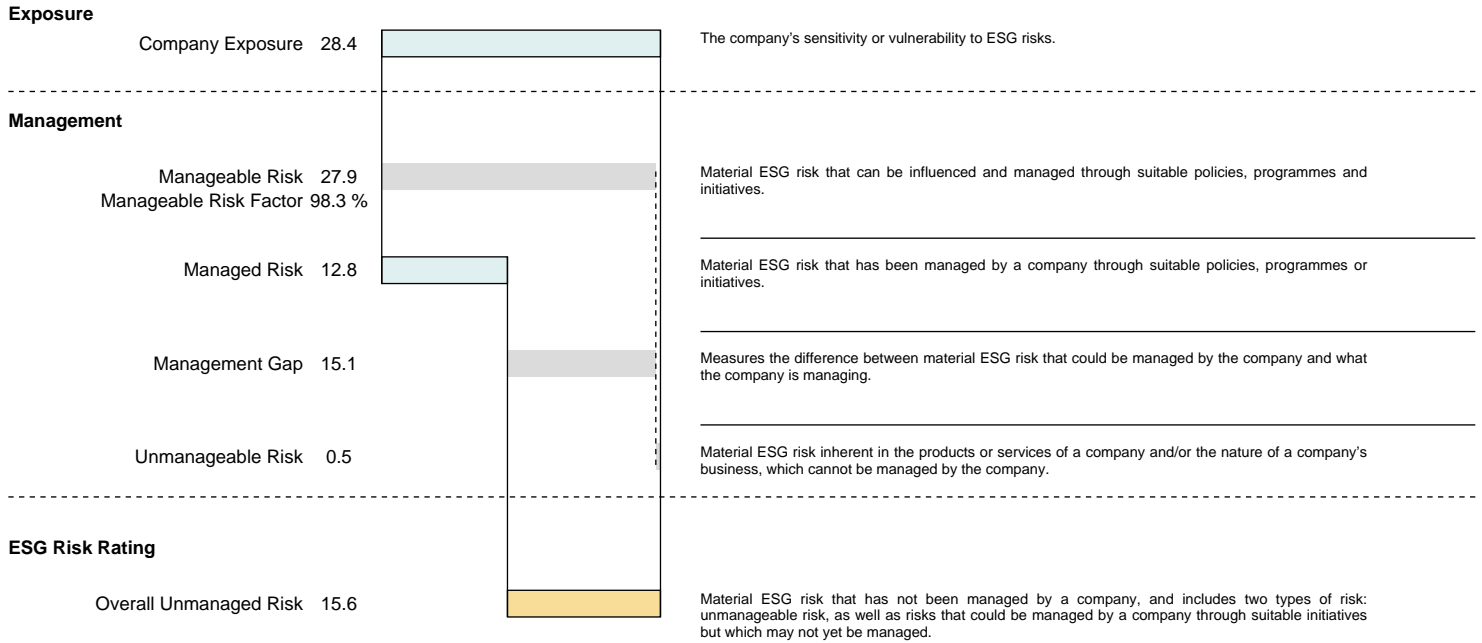 Exposure
Company Exposure 28.4
The company’s sensitivity or vulnerability to ESG risks.
Management
Manageable Risk 27.9
Manageable Risk Factor 98.3 %
Material ESG risk that can be influenced and managed through suitable policies, programmes and
initiatives.
Managed Risk 12.8
Material ESG risk that has been managed by a company through suitable policies, programmes or
initiatives.
Management Gap 15.1
Measures the difference between material ESG risk that could be managed by the company and what
the company is managing.
Unmanageable Risk 0.5
Material ESG risk inherent in the products or services of a company and/or the nature of a company’s
business, which cannot be managed by the company.
ESG Risk Rating
Overall Unmanaged Risk 15.6
Material ESG risk that has not been managed by a company, and includes two types of risk:
unmanageable risk, as well as risks that could be managed by a company through suitable initiatives
but which may not yet be managed.